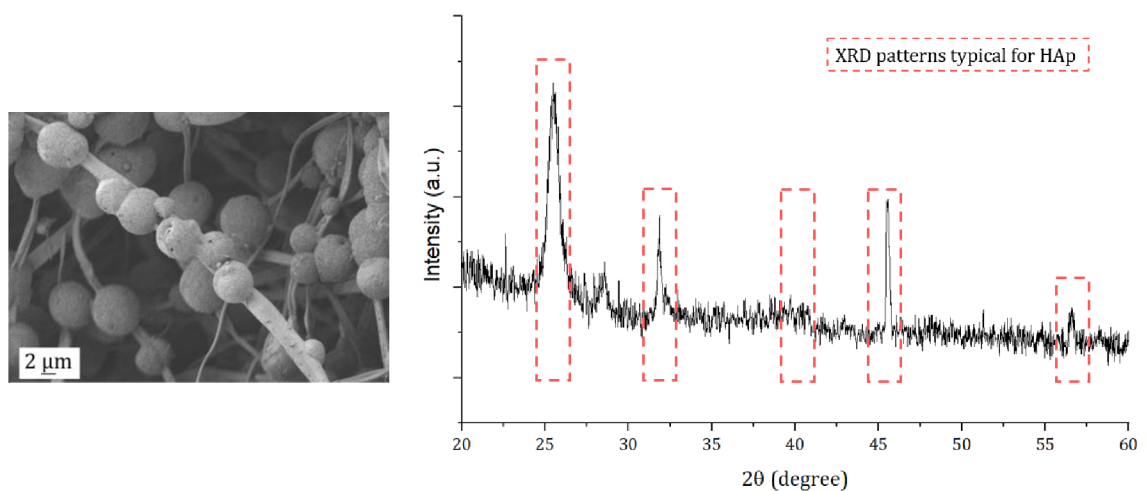 2 μm
XRD patterns typical for HAp
Intensity (a.u.)
20 25 30 35 40 45 50 55 60
2θ (degree)